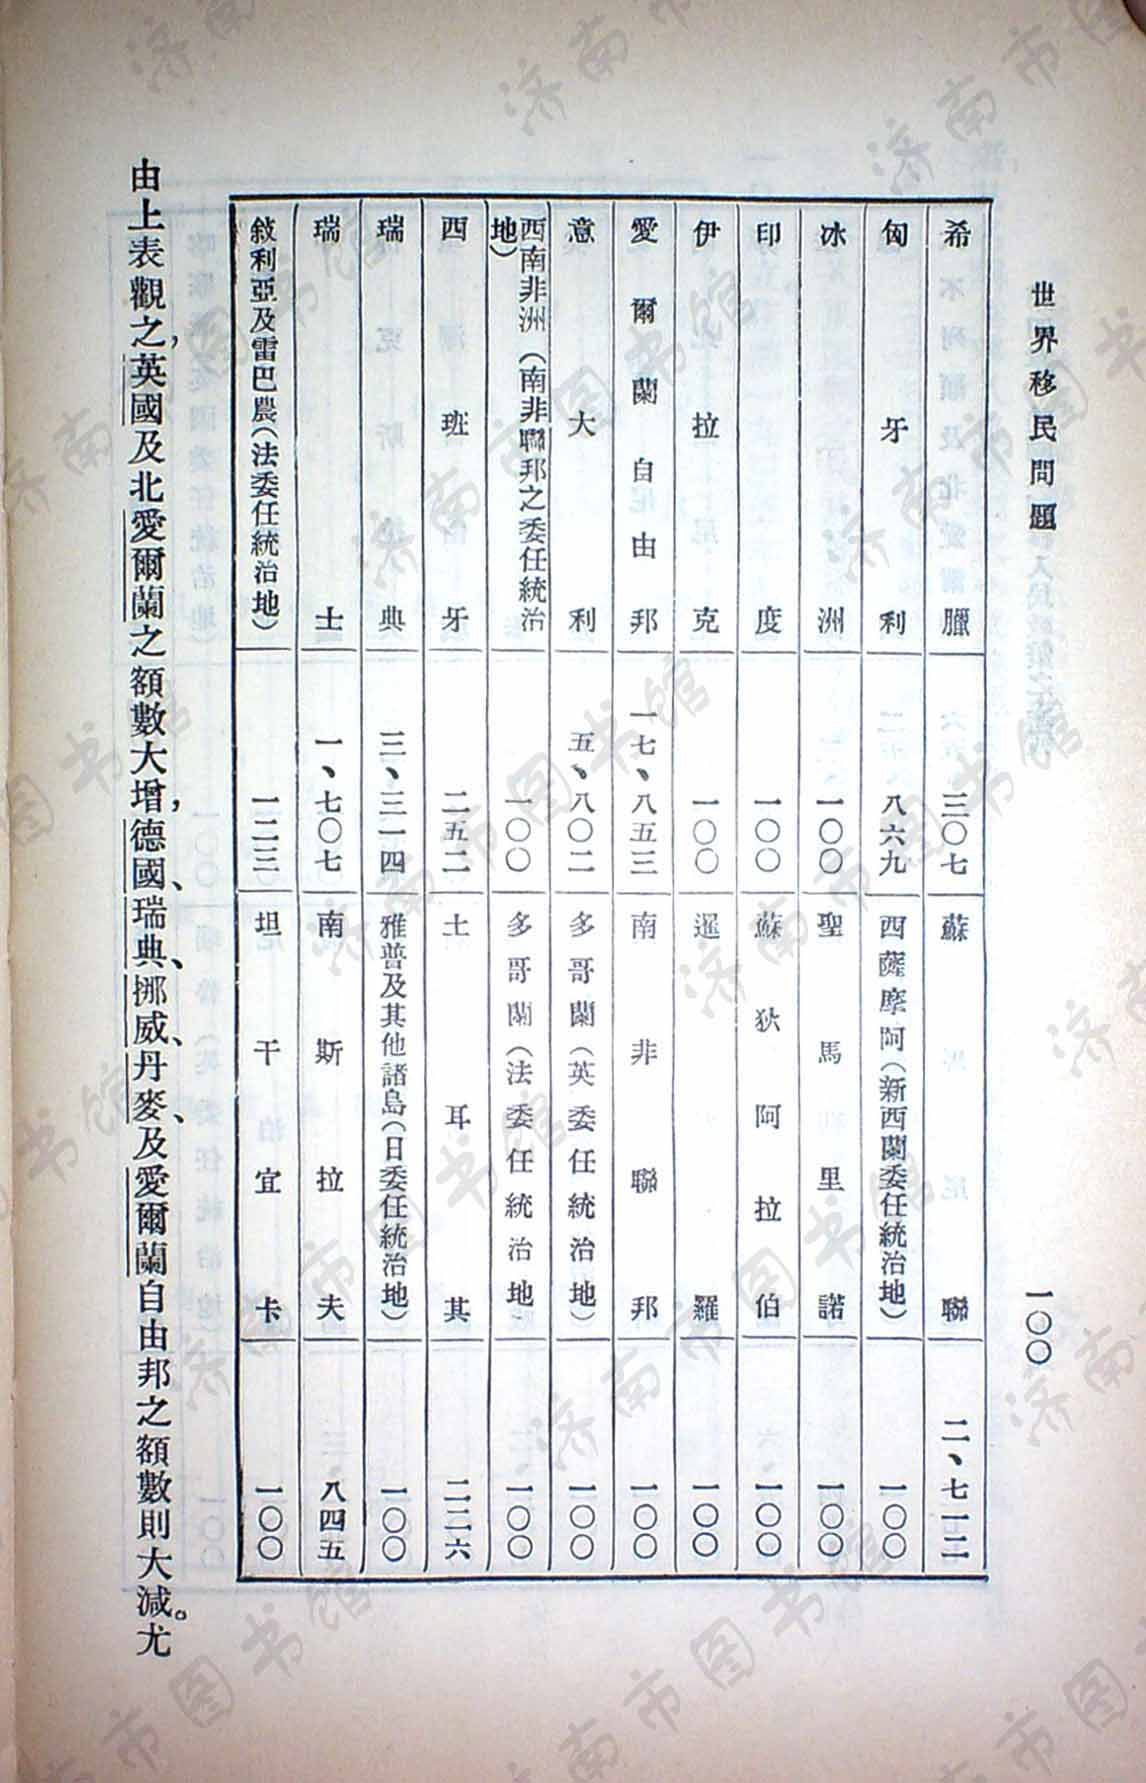 世界移民問題
一〇〇
希臘 三〇七 蘇聯 二、七一二
匈牙利 八六九 西薩摩阿（新西蘭委任統治地） 一〇〇
冰洲 一〇〇 聖馬里諾 一〇〇
印度 一〇〇 蘇狄阿拉伯 一〇〇
伊拉克 一〇〇 暹羅 一〇〇
愛爾蘭自由邦 一七、八五三 南非聯邦 一〇〇
意大利 五、八〇二 多哥蘭（英委任統治地） 一〇〇
西南非洲（南非聯邦之委任統治地） 一〇〇 多哥蘭（法委任統治地 一〇〇
西班牙 二五二 土耳其 二二六
瑞典 三、三一四 雅普及其他諸島（日委任統治地） 一〇〇
瑞士 一、七〇七 南斯拉夫 八四五
敍利亞及雷巴農（法委任統治地） 一二三 坦干宜卡 一〇〇
由上表觀之，英國及北愛爾蘭之額數大增，德國、瑞典、挪威、丹麥、及愛爾蘭自由邦之額數則大減。尤
济南市图书馆